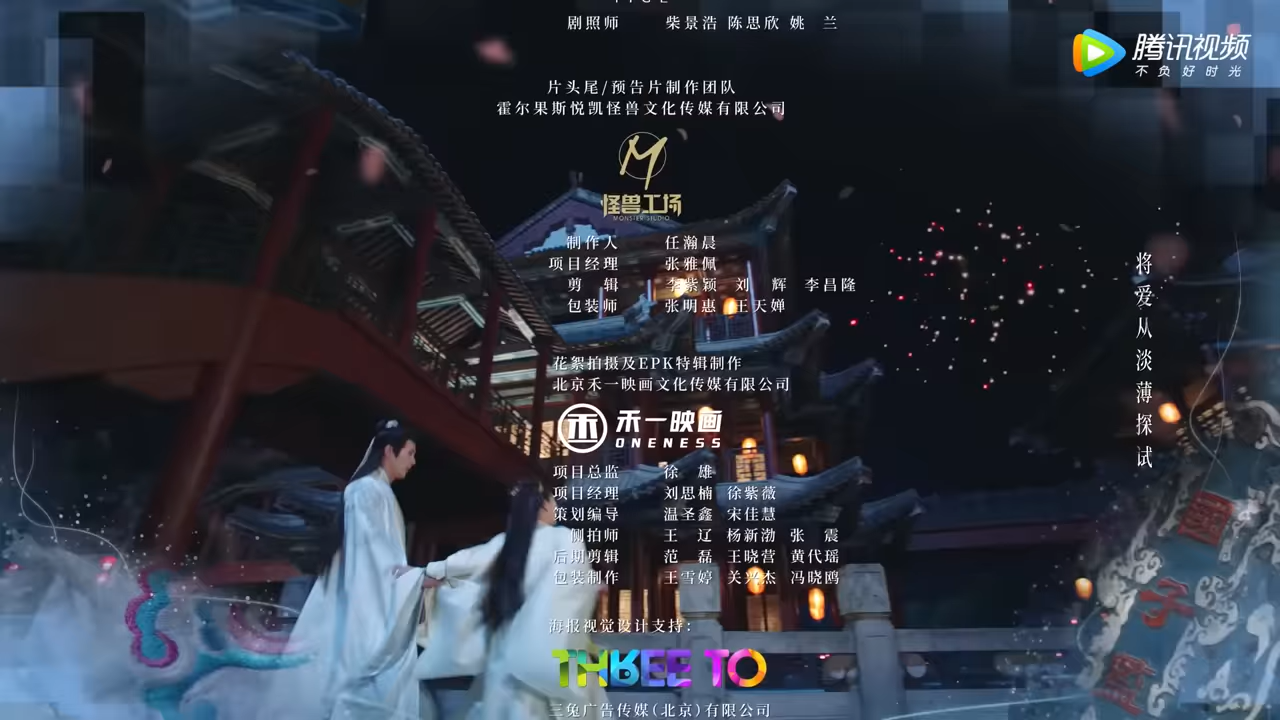 剧照师 柴景浩 陈思欣 姚 兰
腾讯视频
不负好时光
片头尾/预告片制作团队
霍尔果斯悦凯怪兽文化传媒有限公司
M
怪兽工场
MONSTER STUDIO
制作人 任瀚晨
项目经理 张雅佩
剪 辑 李紫颖 刘 辉 李昌隆
包装师 张明惠 王天婵
将爱从淡薄探试
花絮拍摄及EPK特辑制作
北京禾一映画文化传媒有限公司
禾一映画
ONENESS
项目总监 徐 雄
项目经理 刘思楠 徐紫薇
策划编导 温圣鑫 宋佳慧
侧拍师 王 辽 杨新渤 张 震
后期剪辑 范 磊 王晓营 黄代瑶
包装制作 王雪婷 关兴杰 冯晓鸥
国子监
海报视觉设计支持:
THREE TO
三兔广告传媒(北京)有限公司